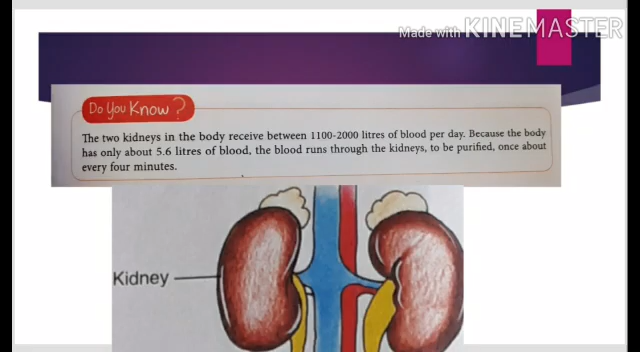 Made with KINEMASTER
Do You Know?
The two kidneys in the body receive between 1100-2000 litres of blood per day. Because the body
has only about 5.6 litres of blood, the blood runs through the kidneys, to be purified, once about
every four minutes.
Kidney